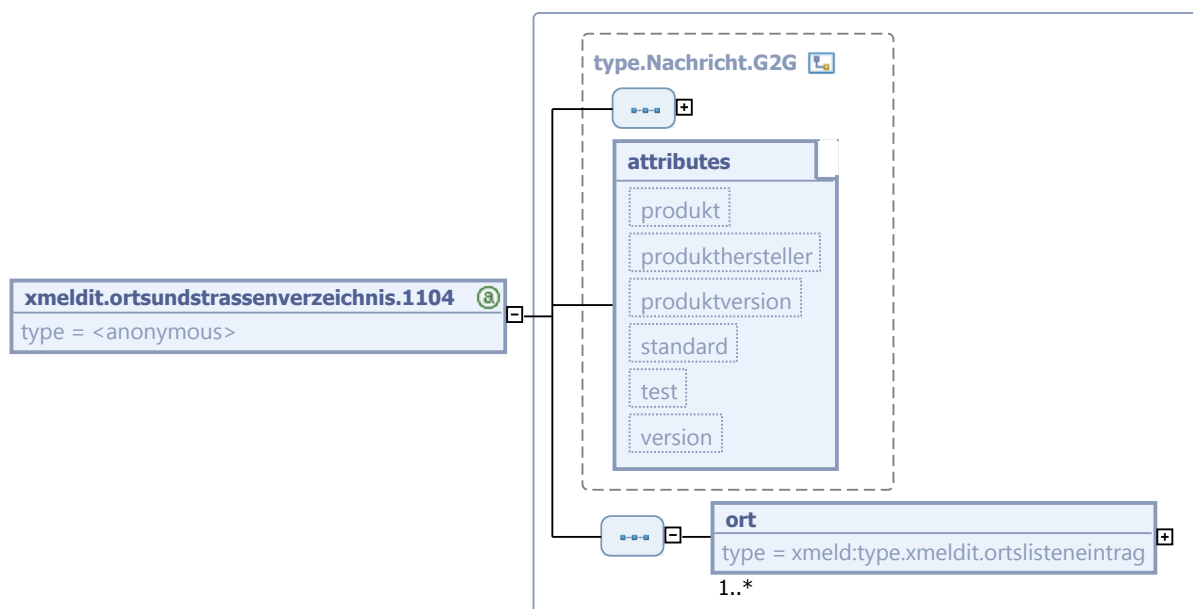 type.Nachricht.G2G
attributes
produkt
produkthersteller
produktversion
standard
test
version
xmeldit.ortsundstrassenverzeichnis.1104 a
type = <anonymous>
ort
type = xmeld:type.xmeldit.ortslisteneintrag
1..*